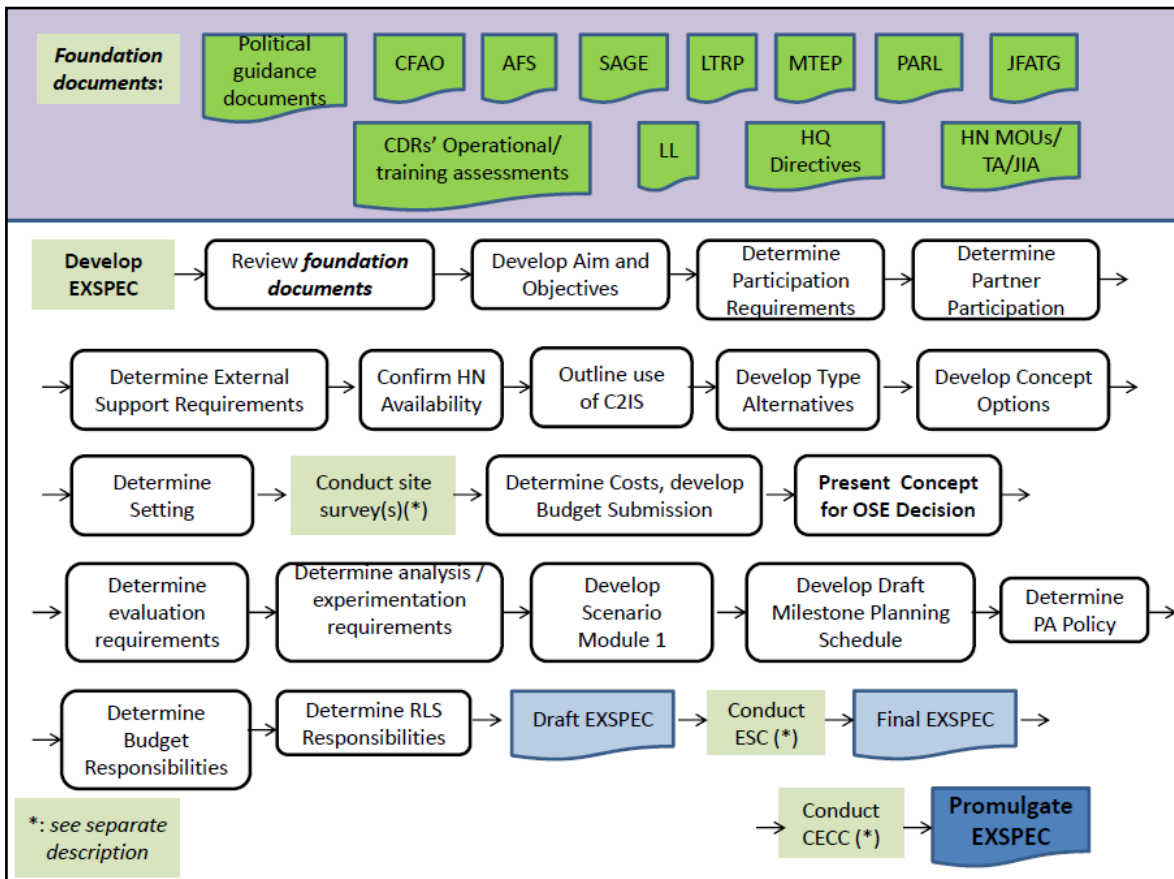 Foundation
documents:
Political
guidance
documents
CFAO
AFS
SAGE
LTRP
MTEP
PARL
JFATG
CDRs' Operational/
training assessments
LL
HQ
Directives
HN MOUs/
TA/JIA
Develop
EXSPEC
Review foundation
documents
Develop Aim and
Objectives
Determine
Participation
Requirements
Determine
Partner
Participation
Determine External
Support Requirements
Confirm HN
Availability
Outline use
of C2IS
Develop Type
Alternatives
Develop Concept
Options
Determine
Setting
Conduct site
survey(s)(*)
Determine Costs, develop
Budget Submission
Present Concept
for OSE Decision
Determine
evaluation
requirements
Determine analysis /
experimentation
requirements
Develop
Scenario
Module 1
Develop Draft
Milestone Planning
Schedule
Determine
PA Policy
Determine
Budget
Responsibilities
Determine RLS
Responsibilities
Draft EXSPEC
Conduct
ESC (*)
Final EXSPEC
*: see separate
description
Conduct
CECC (*)
Promulgate
EXSPEC